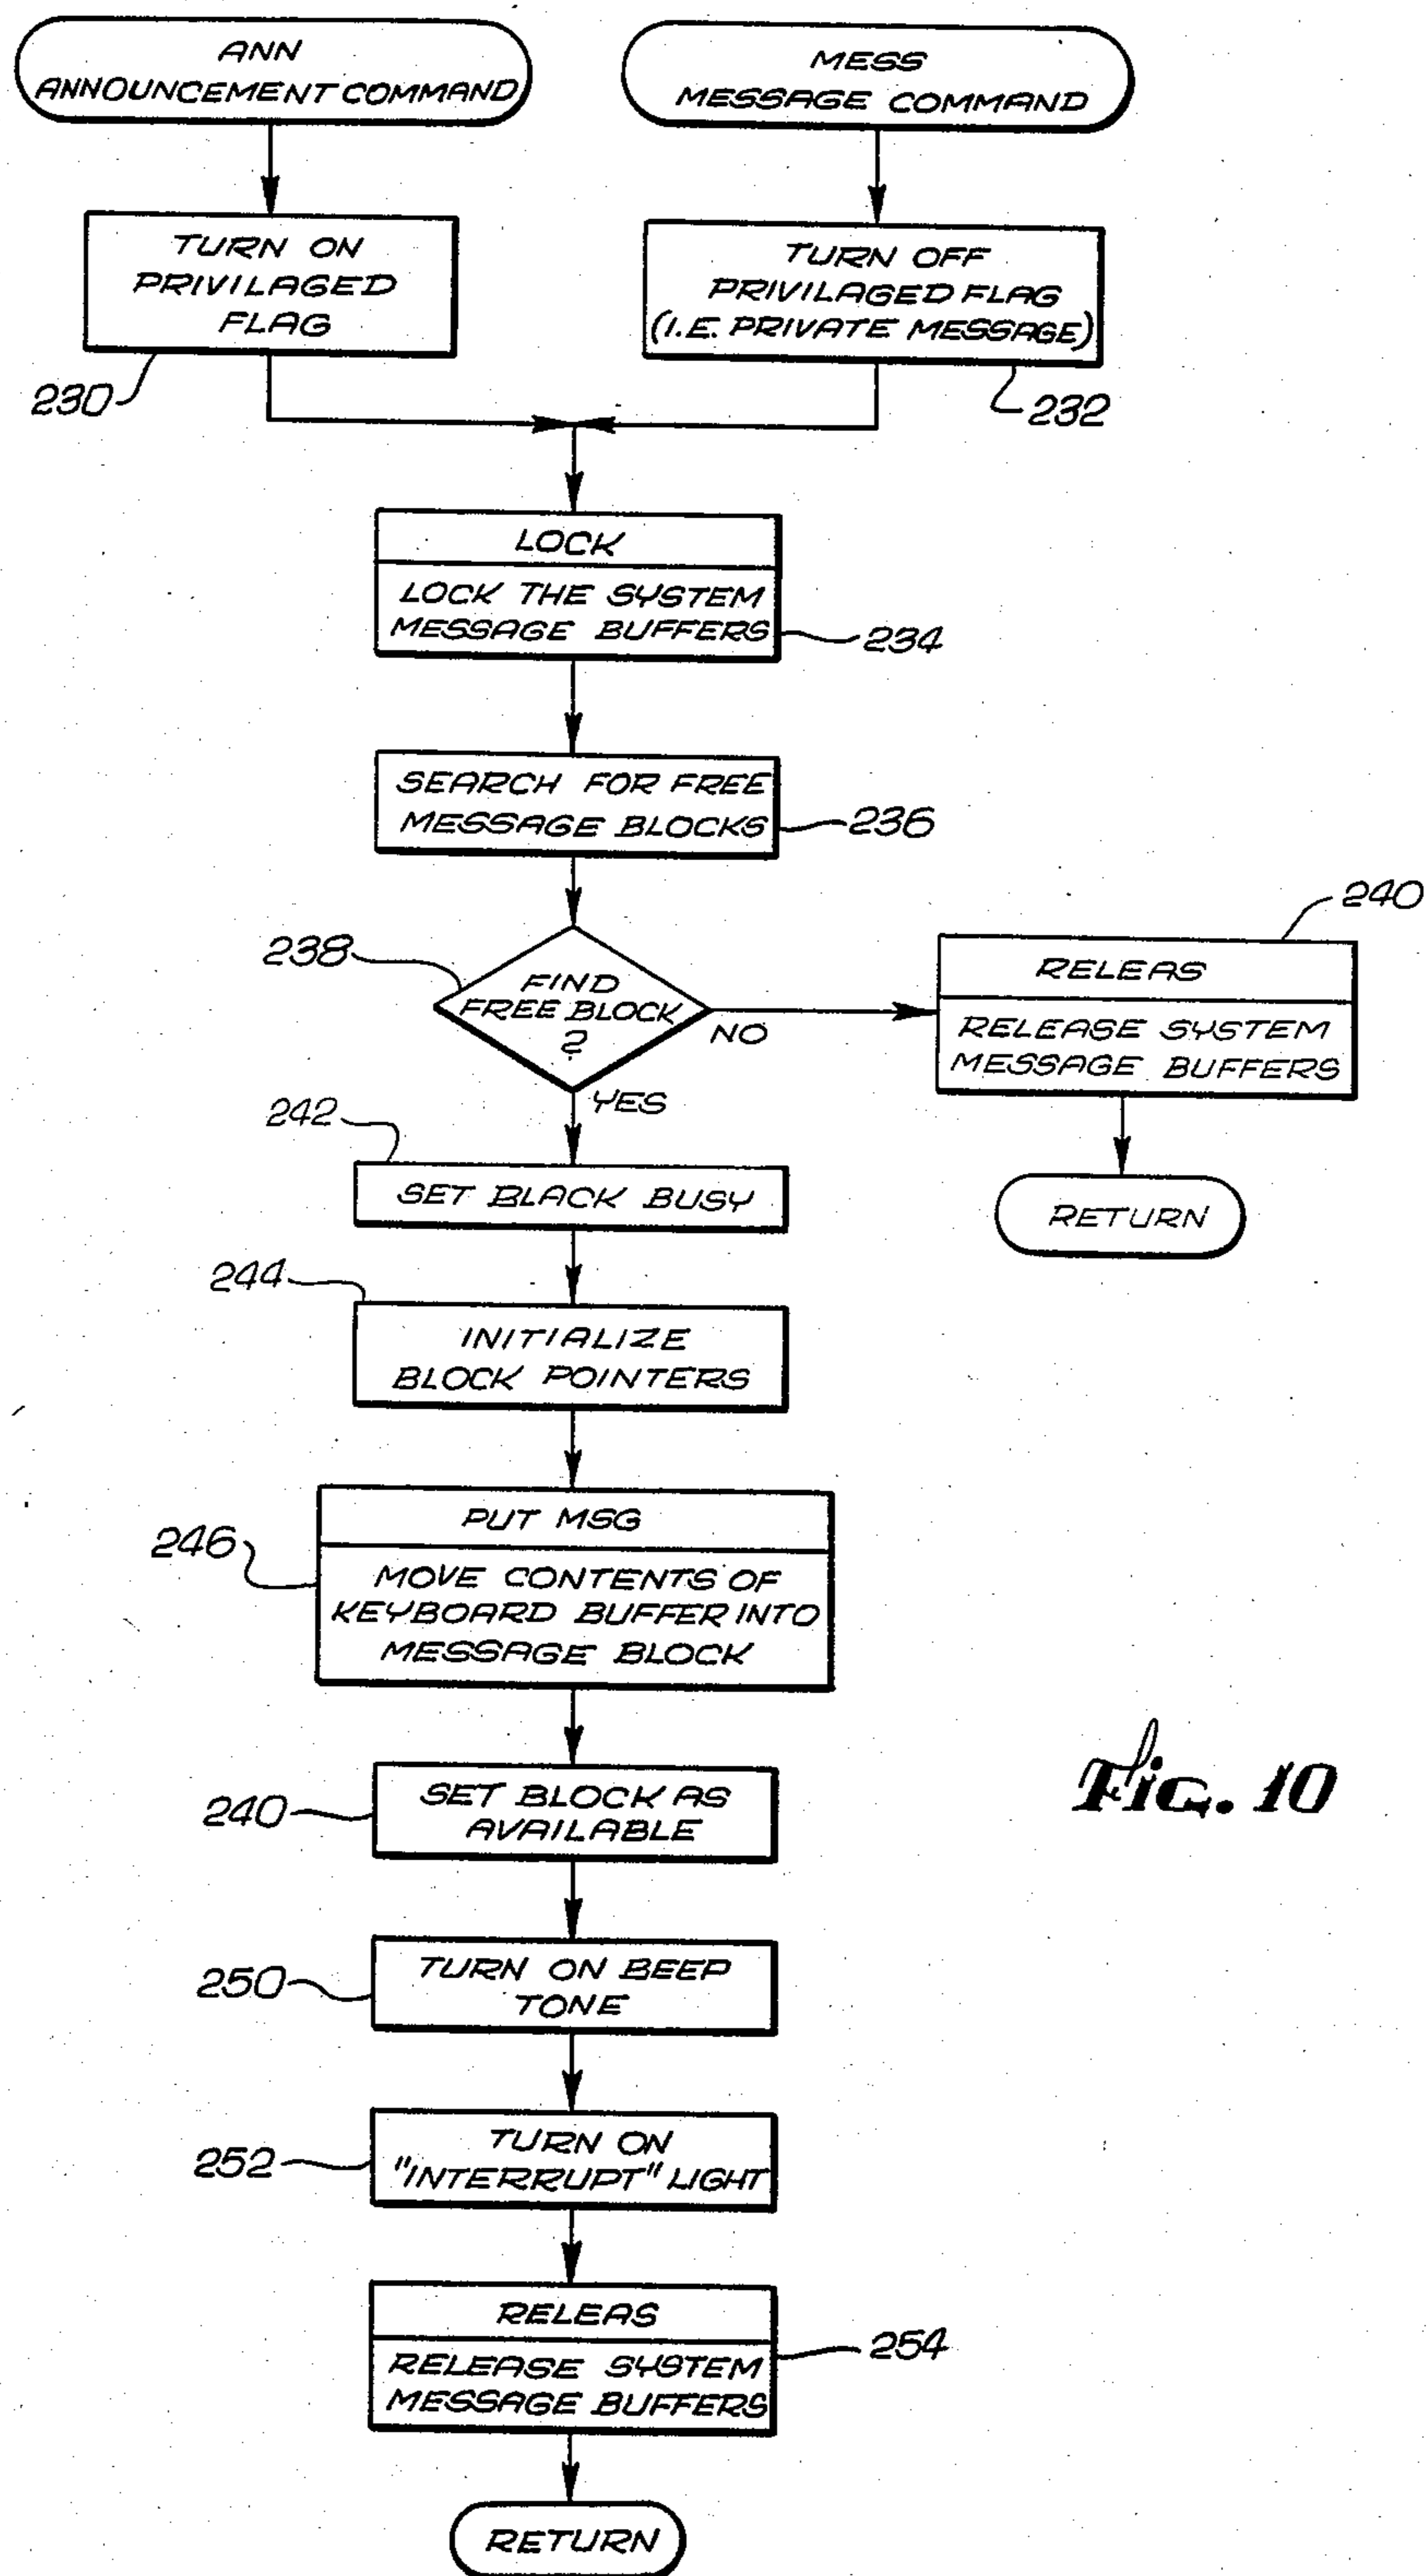 ANN
ANNOUNCEMENT COMMAND
MESS
MESSAGE COMMAND
TURN ON
PRIVILAGED
FLAG
230
TURN OFF
PRIVILAGED FLAG
(I.E. PRIVATE MESSAGE)
232
LOCK
LOCK THE SYSTEM
MESSAGE BUFFERS
234
SEARCH FOR FREE
MESSAGE BLOCKS
236
238
FIND
FREE BLOCK
?
NO
YES
240
RELEAS
RELEASE SYSTEM
MESSAGE BUFFERS
RETURN
242
SET BLACK BUSY
244
INITIALIZE
BLOCK POINTERS
246
PUT MSG
MOVE CONTENTS OF
KEYBOARD BUFFER INTO
MESSAGE BLOCK
240
SET BLOCK AS
AVAILABLE
Fig. 10
250
TURN ON BEEP
TONE
252
TURN ON
"INTERRUPT" LIGHT
RELEAS
RELEASE SYSTEM
MESSAGE BUFFERS
254
RETURN